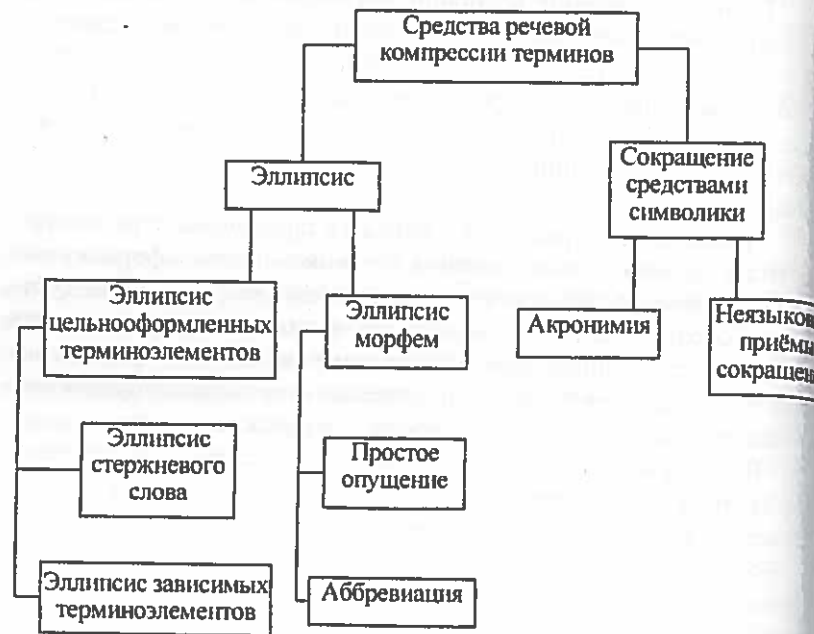 Средства речевой
компрессии терминов
Эллипсис
Сокращение
средствами
символики
Эллипсис
цельнооформленных
терминоэлементов
Эллипсис
морфем
Акронимия
приёмы
Эллипсис
стержневого
слова
Простое
опущение
Эллипсис зависимых
терминоэлементов
Аббревиация